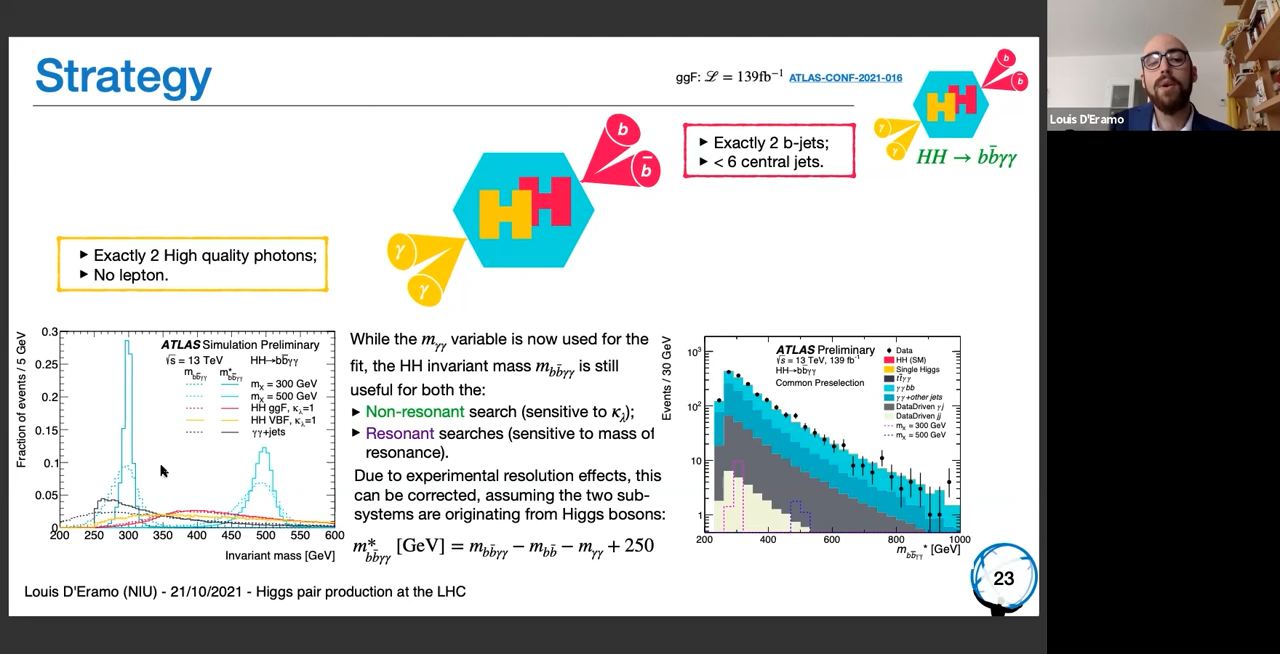 Strategy
ggF: ℒ = 139fb⁻¹ ATLAS-CONF-2021-016
b
b̄
γ
γ
HH
HH → bb̄γγ
Louis D'Eramo
▸ Exactly 2 b-jets;
▸ < 6 central jets.
b
b̄
HH
γ
γ
▸ Exactly 2 High quality photons;
▸ No lepton.
Fraction of events / 5 GeV
0.3
0.25
0.2
0.15
0.1
0.05
0
200 250 300 350 400 450 500 550 600
Invariant mass [GeV]
ATLAS Simulation Preliminary
√s = 13 TeV HH→bb̄γγ
m_bb̄γγ m*_bb̄γγ
m_X = 300 GeV
m_X = 500 GeV
HH ggF, κ_λ=1
HH VBF, κ_λ=1
γγ+jets
While the m_γγ variable is now used for the
fit, the HH invariant mass m_bb̄γγ is still
useful for both the:
▸ Non-resonant search (sensitive to κ_λ);
▸ Resonant searches (sensitive to mass of
resonance).
Due to experimental resolution effects, this
can be corrected, assuming the two sub-
systems are originating from Higgs bosons:
m*_bb̄γγ [GeV] = m_bb̄γγ − m_bb̄ − m_γγ + 250
Events / 30 GeV
10³
10²
10
1
200 400 600 800 1000
m_bb̄γγ* [GeV]
ATLAS Preliminary
√s = 13 TeV, 139 fb⁻¹
HH→bb̄γγ
Common Preselection
Data
HH (SM)
Single Higgs
tt̄γγ
γγbb
γγ+other jets
DataDriven γj
DataDriven jj
m_X = 300 GeV
m_X = 500 GeV
Louis D'Eramo (NIU) - 21/10/2021 - Higgs pair production at the LHC
23